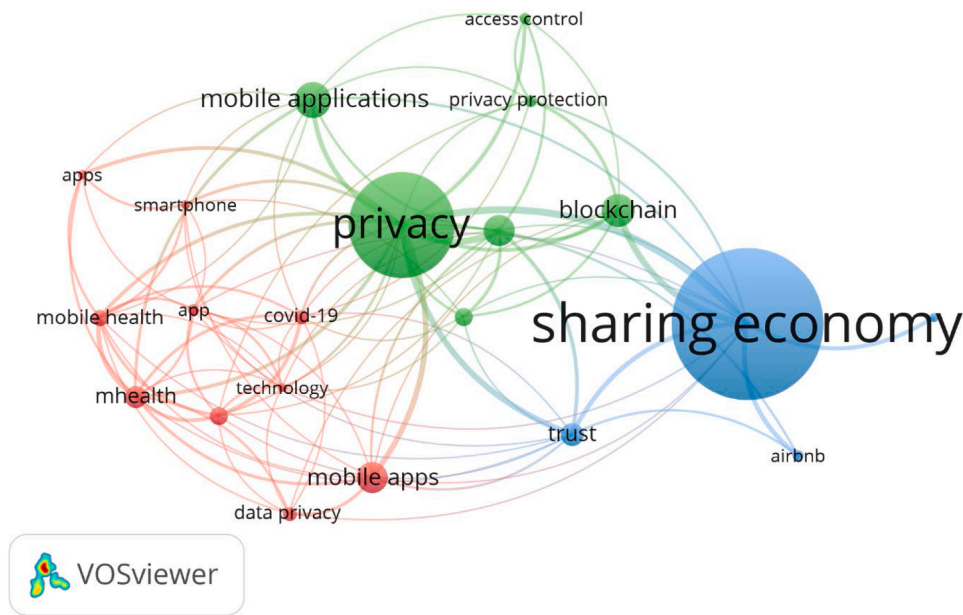 access control
mobile applications
privacy protection
apps
smartphone
privacy
blockchain
mobile health
app
covid-19
sharing economy
mhealth
technology
trust
airbnb
mobile apps
data privacy
VOSviewer